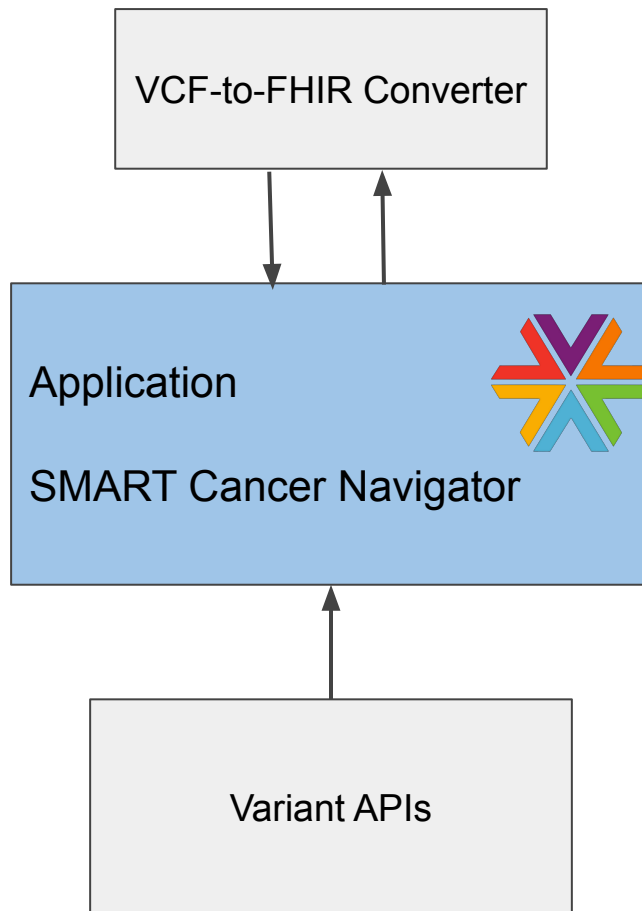 VCF-to-FHIR Converter
Application
SMART Cancer Navigator
Variant APIs